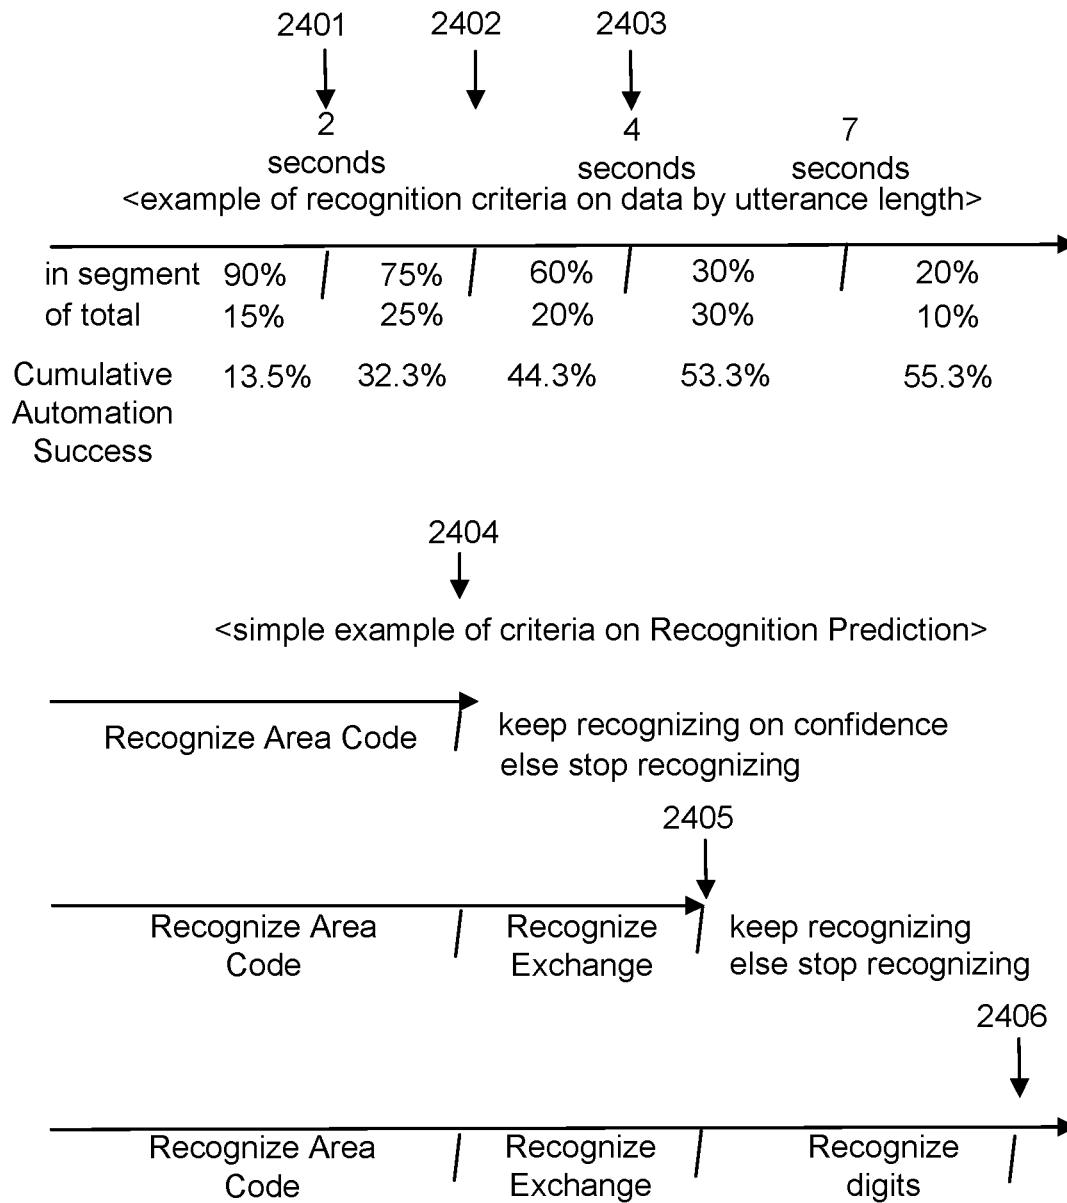 2401 2402 2403
2 4 7
seconds seconds seconds
<example of recognition criteria on data by utterance length>
in segment 90% 75% 60% 30% 20%
of total 15% 25% 20% 30% 10%
Cumulative 13.5% 32.3% 44.3% 53.3% 55.3%
Automation
Success
2404
<simple example of criteria on Recognition Prediction>
Recognize Area Code keep recognizing on confidence
else stop recognizing
2405
Recognize Area Recognize keep recognizing
Code Exchange else stop recognizing
2406
Recognize Area Recognize Recognize
Code Exchange digits